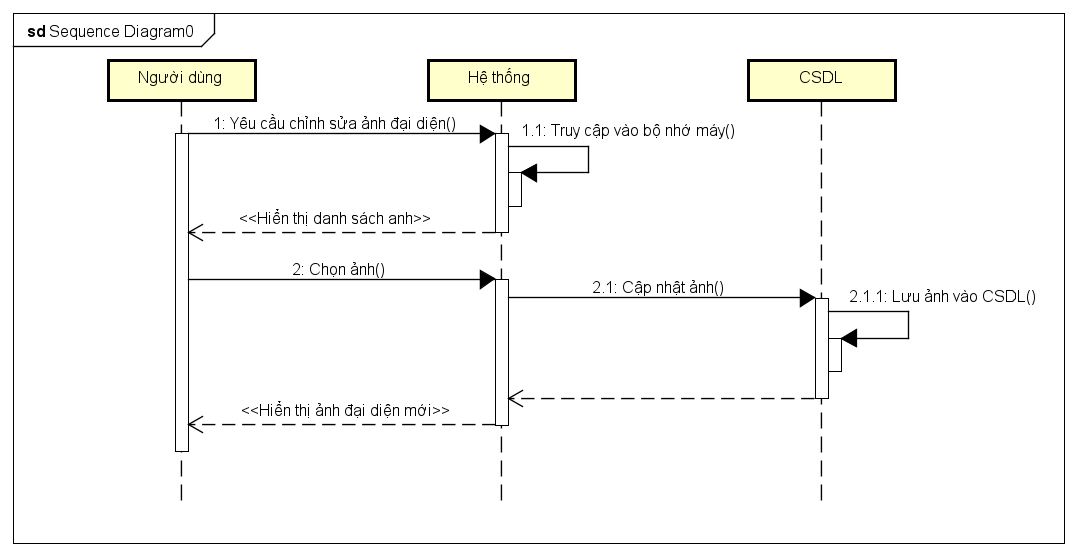 sd Sequence Diagram0
Người dùng
Hệ thống
CSDL
1: Yêu cầu chỉnh sửa ảnh đại diện()
1.1: Truy cập vào bộ nhớ máy()
<<Hiển thị danh sách anh>>
2: Chọn ảnh()
2.1: Cập nhật ảnh()
2.1.1: Lưu ảnh vào CSDL()
<<Hiển thị ảnh đại diện mới>>